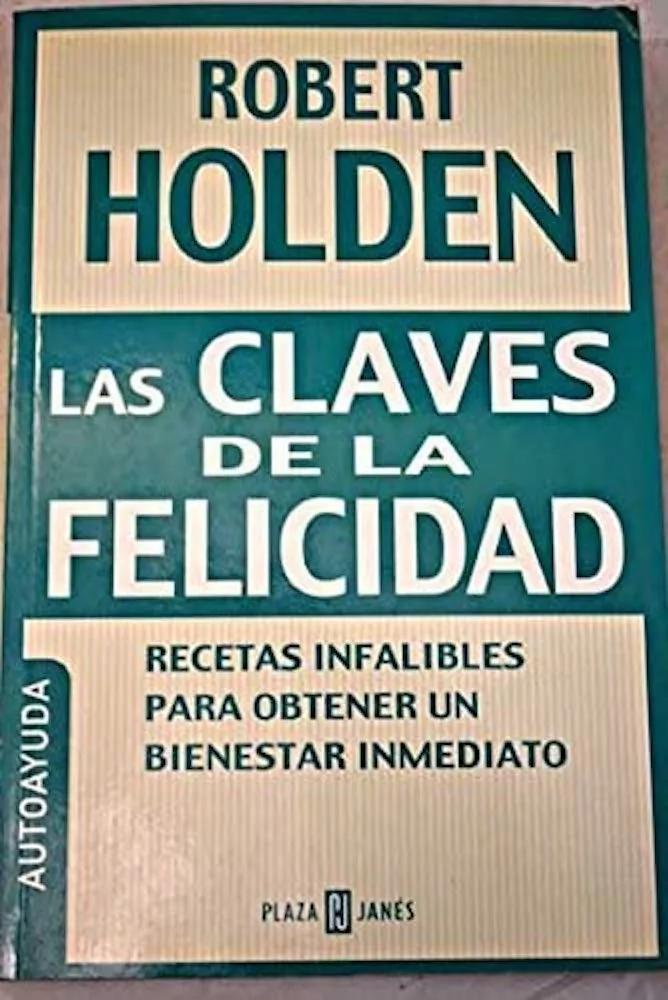 ROBERT
HOLDEN
LAS CLAVES
DE LA
FELICIDAD
RECETAS INFALIBLES
PARA OBTENER UN
BIENESTAR INMEDIATO
AUTOAYUDA
PLAZA JANÉS